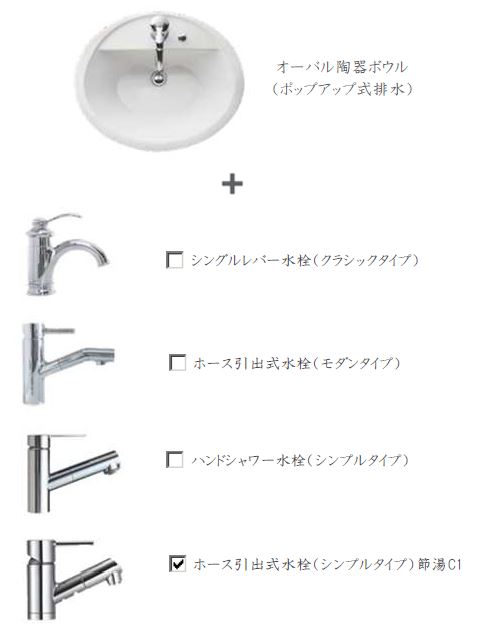 オーバル陶器ボウル
（ポップアップ式排水）
シングルレバー水栓（クラシックタイプ）
ホース引出式水栓（モダンタイプ）
ハンドシャワー水栓（シンプルタイプ）
ホース引出式水栓（シンプルタイプ）節湯C1